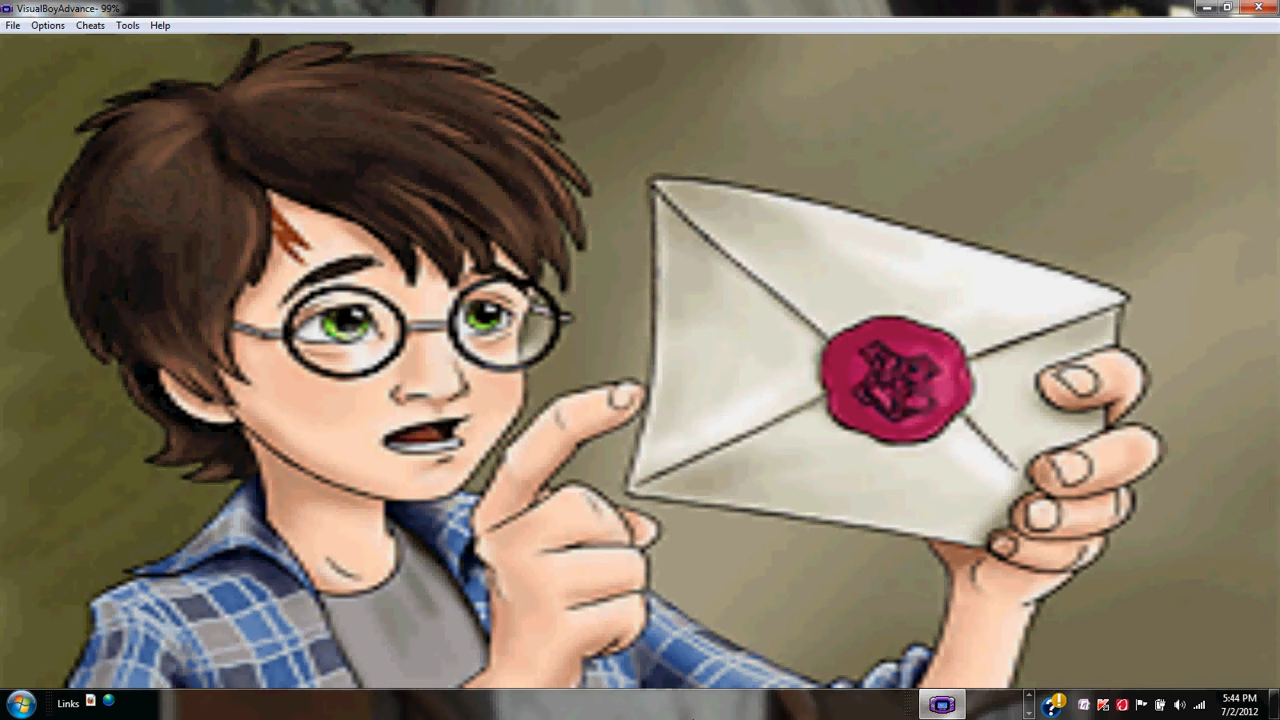 VisualBoyAdvance- 99%
File Options Cheats Tools Help
Links
5:44 PM
7/2/2012